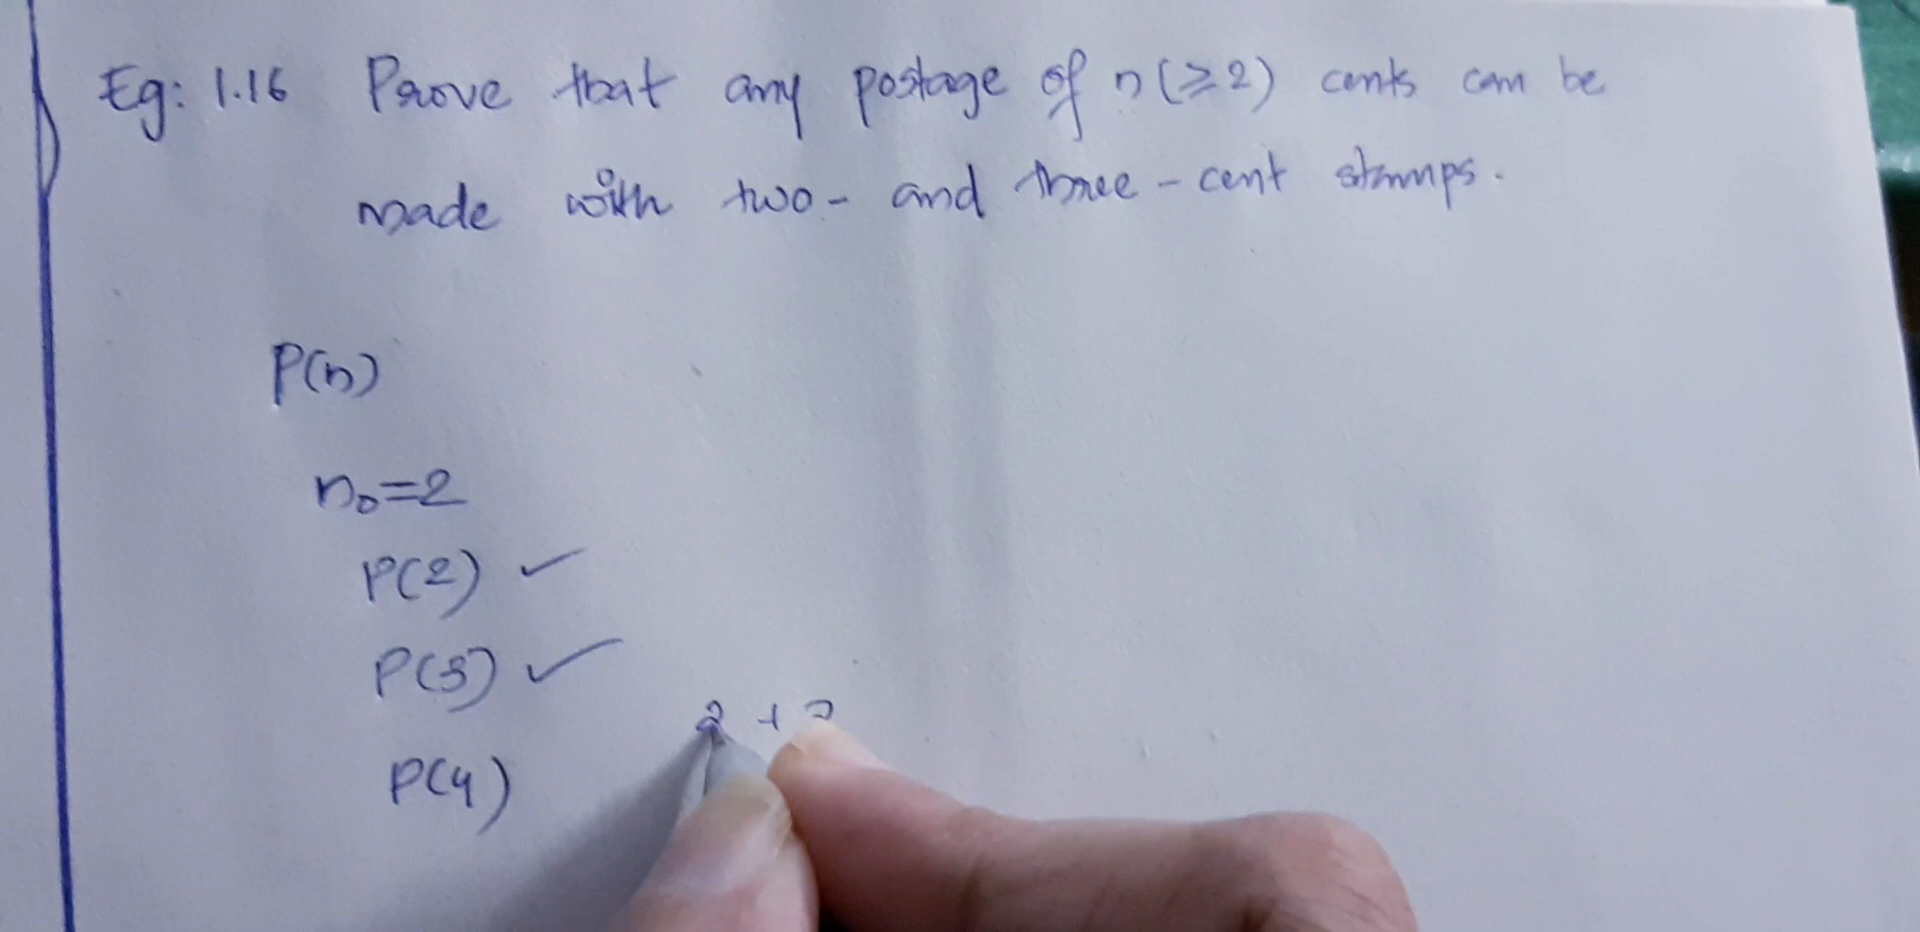 Eg: 1.16 Prove that any postage of n (≥2) cents can be
made with two- and three-cent stamps.
P(n)
n₀=2
P(2) ✓
P(3) ✓
2 +
P(4)